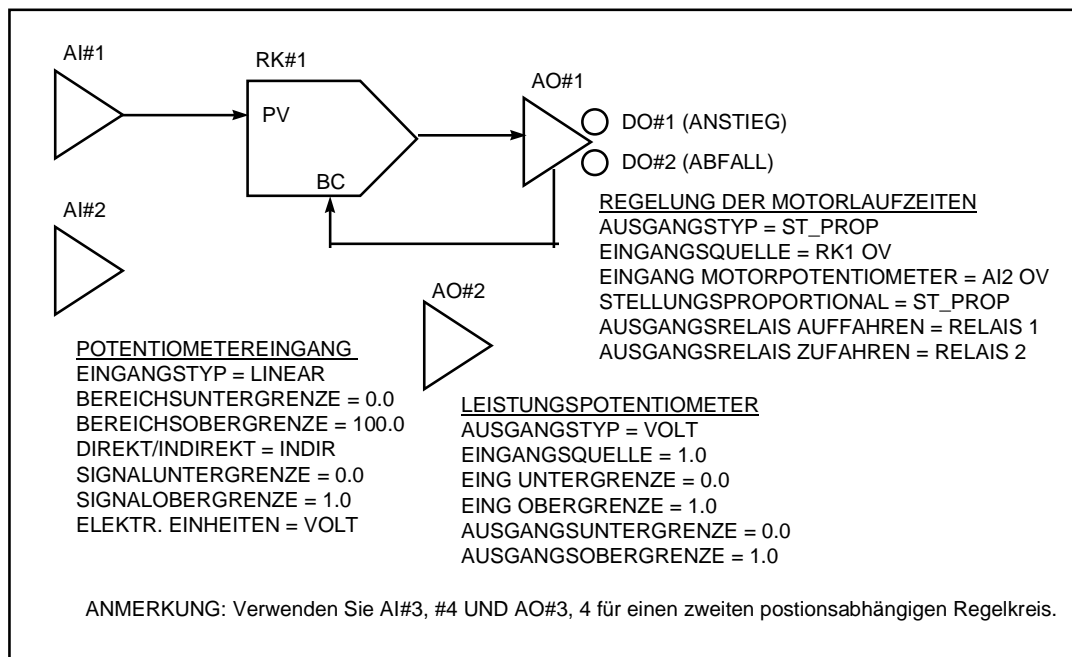 AI#1
RK#1
AO#1
PV
DO#1 (ANSTIEG)
DO#2 (ABFALL)
BC
AI#2
REGELUNG DER MOTORLAUFZEITEN
AUSGANGSTYP = ST_PROP
EINGANGSQUELLE = RK1 OV
EINGANG MOTORPOTENTIOMETER = AI2 OV
STELLUNGSPROPORTIONAL = ST_PROP
AUSGANGSRELAIS AUFFAHREN = RELAIS 1
AUSGANGSRELAIS ZUFAHREN = RELAIS 2
AO#2
POTENTIOMETEREINGANG
EINGANGSTYP = LINEAR
BEREICHSUNTERGRENZE = 0.0
BEREICHSOBERGRENZE = 100.0
DIREKT/INDIREKT = INDIR
SIGNALUNTERGRENZE = 0.0
SIGNALOBERGRENZE = 1.0
ELEKTR. EINHEITEN = VOLT
LEISTUNGSPOTENTIOMETER
AUSGANGSTYP = VOLT
EINGANGSQUELLE = 1.0
EING UNTERGRENZE = 0.0
EING OBERGRENZE = 1.0
AUSGANGSUNTERGRENZE = 0.0
AUSGANGSOBERGRENZE = 1.0
ANMERKUNG: Verwenden Sie AI#3, #4 UND AO#3, 4 für einen zweiten postionsabhängigen Regelkreis.